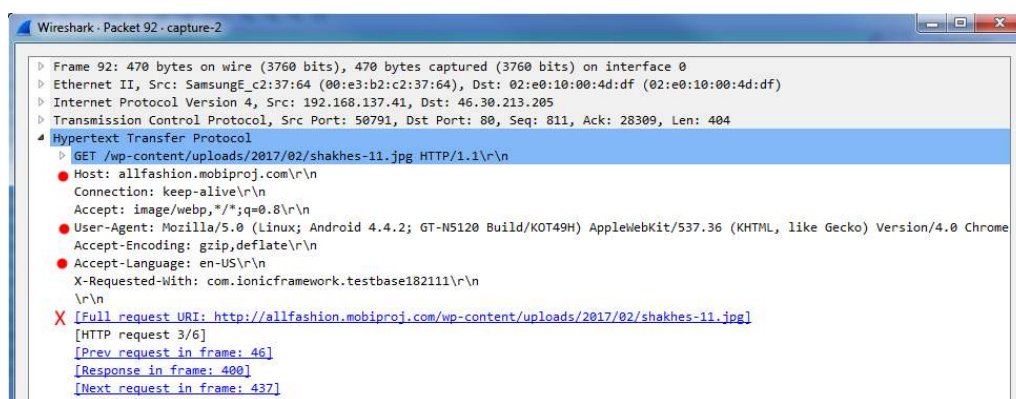 Wireshark · Packet 92 · capture-2
Frame 92: 470 bytes on wire (3760 bits), 470 bytes captured (3760 bits) on interface 0
Ethernet II, Src: SamsungE_c2:37:64 (00:e3:b2:c2:37:64), Dst: 02:e0:10:00:4d:df (02:e0:10:00:4d:df)
Internet Protocol Version 4, Src: 192.168.137.41, Dst: 46.30.213.205
Transmission Control Protocol, Src Port: 50791, Dst Port: 80, Seq: 811, Ack: 28309, Len: 404
Hypertext Transfer Protocol
GET /wp-content/uploads/2017/02/shakhes-11.jpg HTTP/1.1\r\n
Host: allfashion.mobiproj.com\r\n
Connection: keep-alive\r\n
Accept: image/webp,*/*;q=0.8\r\n
User-Agent: Mozilla/5.0 (Linux; Android 4.4.2; GT-N5120 Build/KOT49H) AppleWebKit/537.36 (KHTML, like Gecko) Version/4.0 Chrome
Accept-Encoding: gzip,deflate\r\n
Accept-Language: en-US\r\n
X-Requested-With: com.ionicframework.testbase182111\r\n
\r\n
X [Full request URI: http://allfashion.mobiproj.com/wp-content/uploads/2017/02/shakhes-11.jpg]
[HTTP request 3/6]
[Prev request in frame: 46]
[Response in frame: 400]
[Next request in frame: 437]